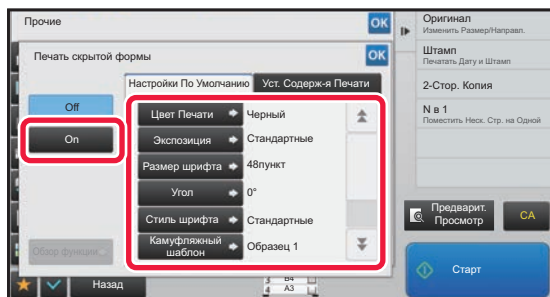 Прочие
OK
Печать скрытой формы
OK
Настройки По Умолчанию
Уст. Содерж-я Печати
Off
On
Цвет Печати
Черный
Экспозиция
Стандартные
Размер шрифта
48пункт
Угол
0°
Стиль шрифта
Стандартные
Камуфляжный
шаблон
Образец 1
Обзор функции
Назад
3 B4
4 A3
Оригинал
Изменить Размер/Направл.
Штамп
Печатать Дату и Штамп
2-Стор. Копия
N в 1
Поместить Неск. Стр. на Одной
Предварит.
Просмотр
CA
Старт